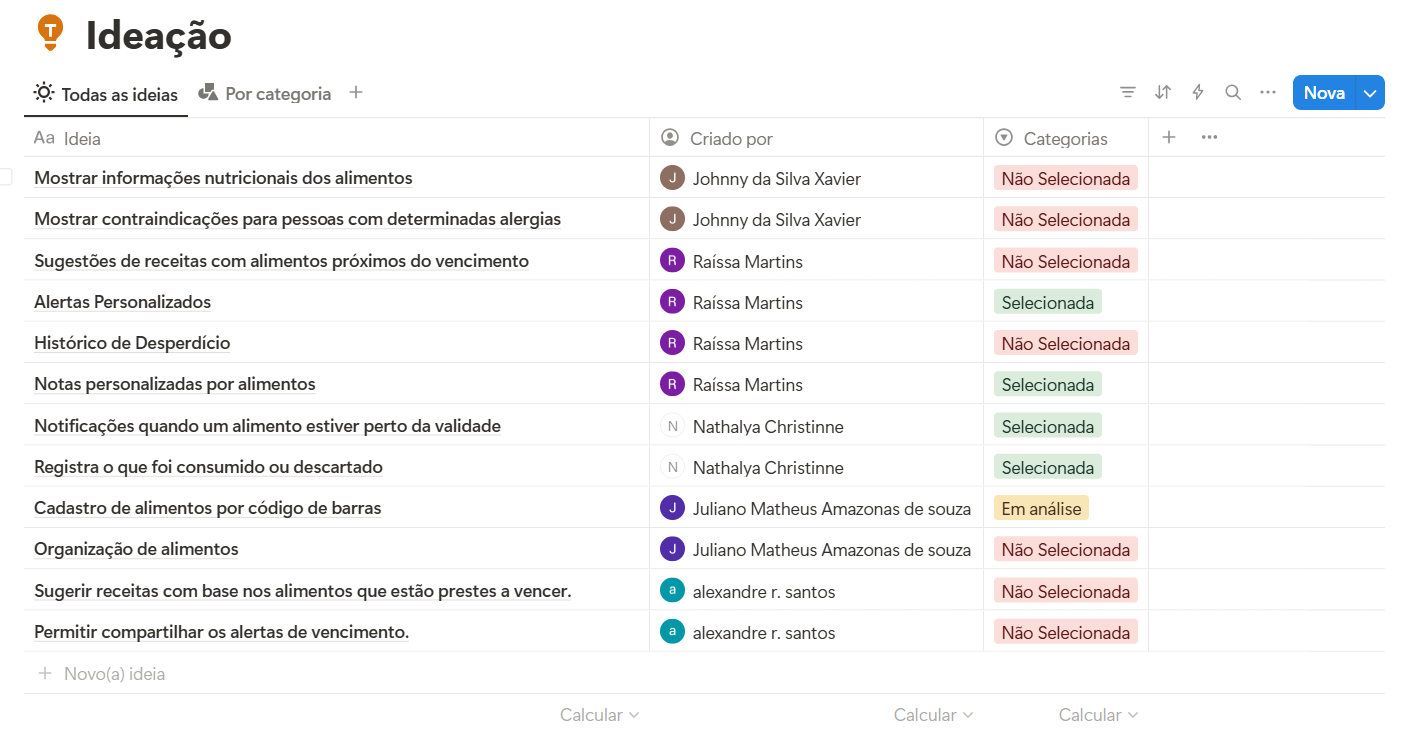 Ideação
Todas as ideias Por categoria
Nova
Aa Ideia Criado por Categorias
Mostrar informações nutricionais dos alimentos J Johnny da Silva Xavier Não Selecionada
Mostrar contraindicações para pessoas com determinadas alergias J Johnny da Silva Xavier Não Selecionada
Sugestões de receitas com alimentos próximos do vencimento R Raíssa Martins Não Selecionada
Alertas Personalizados R Raíssa Martins Selecionada
Histórico de Desperdício R Raíssa Martins Não Selecionada
Notas personalizadas por alimentos R Raíssa Martins Selecionada
Notificações quando um alimento estiver perto da validade N Nathalya Christinne Selecionada
Registra o que foi consumido ou descartado N Nathalya Christinne Selecionada
Cadastro de alimentos por código de barras J Juliano Matheus Amazonas de souza Em análise
Organização de alimentos J Juliano Matheus Amazonas de souza Não Selecionada
Sugerir receitas com base nos alimentos que estão prestes a vencer. a alexandre r. santos Não Selecionada
Permitir compartilhar os alertas de vencimento. a alexandre r. santos Não Selecionada
Novo(a) ideia
Calcular Calcular Calcular